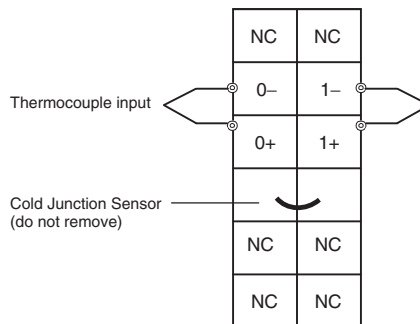 NC NC
0– 1–
Thermocouple input
0+ 1+
Cold Junction Sensor
(do not remove)
NC NC
NC NC